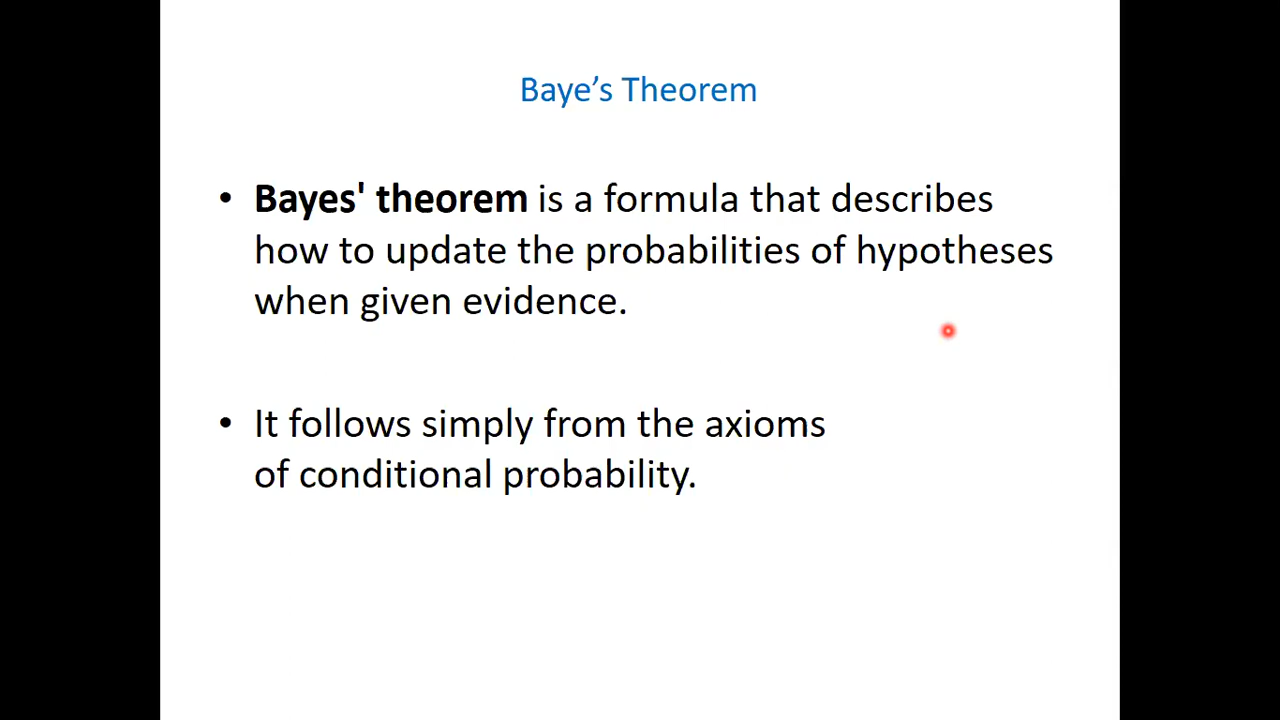 Baye’s Theorem
• Bayes' theorem is a formula that describes
how to update the probabilities of hypotheses
when given evidence.
• It follows simply from the axioms
of conditional probability.